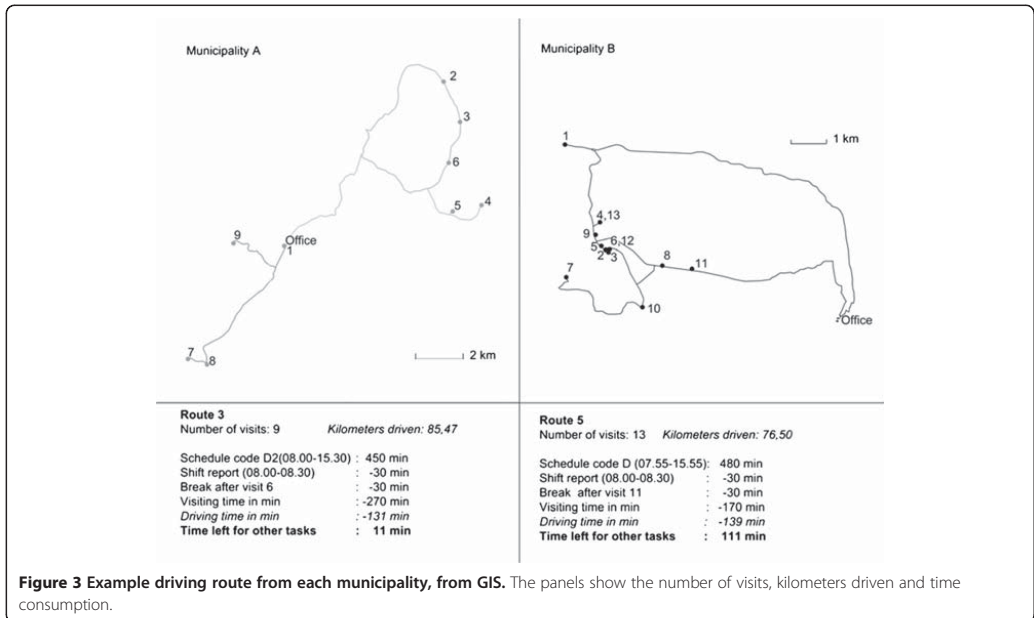 Municipality A
2
3
6
5
4
9
Office
1
7
8
2 km
Route 3
Number of visits: 9 Kilometers driven: 85,47
Schedule code D2(08.00-15.30) : 450 min
Shift report (08.00-08.30) : -30 min
Break after visit 6 : -30 min
Visiting time in min : -270 min
Driving time in min : -131 min
Time left for other tasks : 11 min
Municipality B
1
1 km
4,13
9
6,12
5
2
3
7
8
11
10
Office
Route 5
Number of visits: 13 Kilometers driven: 76,50
Schedule code D (07.55-15.55): 480 min
Shift report (08.00-08.30) : -30 min
Break after visit 11 : -30 min
Visiting time in min : -170 min
Driving time in min : -139 min
Time left for other tasks : 111 min
Figure 3 Example driving route from each municipality, from GIS. The panels show the number of visits, kilometers driven and time
consumption.